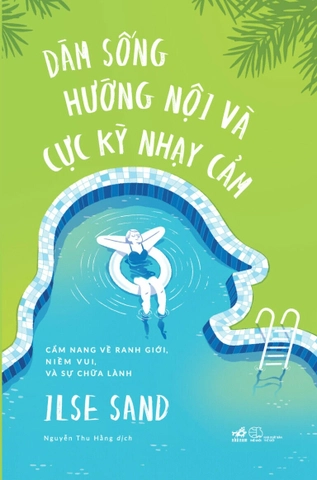 DÁM SỐNG
HƯỚNG NỘI VÀ
CỰC KỲ NHẠY CẢM
CẨM NANG VỀ RANH GIỚI,
NIỀM VUI,
VÀ SỰ CHỮA LÀNH
ILSE SAND
Nguyễn Thu Hằng dịch